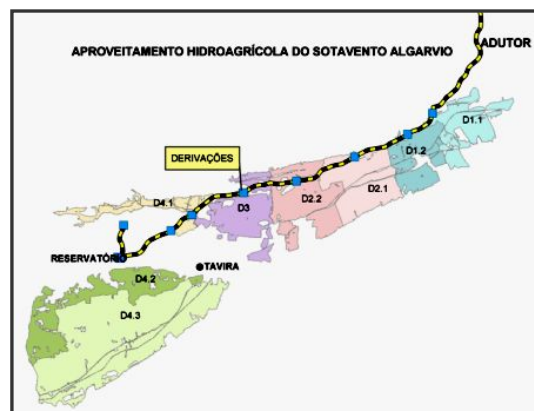 APROVEITAMENTO HIDROAGRÍCOLA DO SOTAVENTO ALGARVIO
ADUTOR
D1.1
D1.2
DERIVAÇÕES
D2.1
D2.2
D4.1
D3
RESERVATÓRIO
TAVIRA
D4.2
D4.3